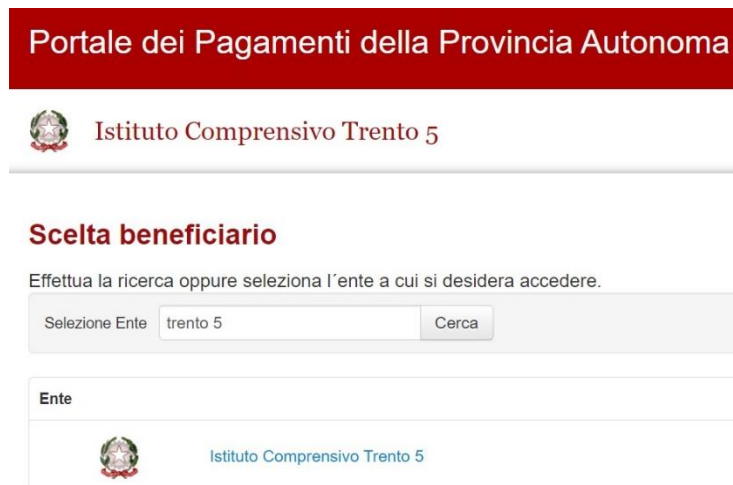 Portale dei Pagamenti della Provincia Autonoma
Istituto Comprensivo Trento 5
Scelta beneficiario
Effettua la ricerca oppure seleziona l´ente a cui si desidera accedere.
Selezione Ente trento 5 Cerca
Ente
Istituto Comprensivo Trento 5